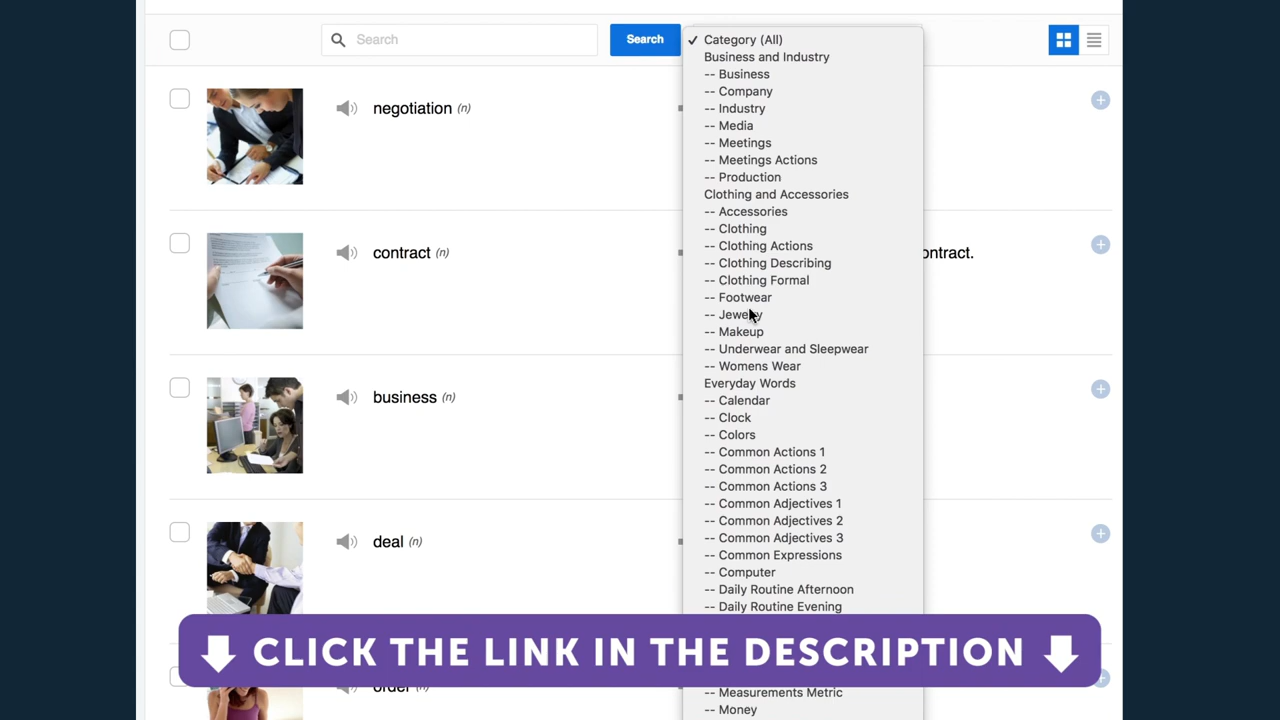 Search
Search
✓ Category (All)
Business and Industry
-- Business
-- Company
-- Industry
-- Media
-- Meetings
-- Meetings Actions
-- Production
Clothing and Accessories
-- Accessories
-- Clothing
-- Clothing Actions
-- Clothing Describing
-- Clothing Formal
-- Footwear
-- Jewelry
-- Makeup
-- Underwear and Sleepwear
-- Womens Wear
Everyday Words
-- Calendar
-- Clock
-- Colors
-- Common Actions 1
-- Common Actions 2
-- Common Actions 3
-- Common Adjectives 1
-- Common Adjectives 2
-- Common Adjectives 3
-- Common Expressions
-- Computer
-- Daily Routine Afternoon
-- Daily Routine Evening
-- Measurements Metric
-- Money
negotiation (n)
contract (n)
ontract.
business (n)
deal (n)
order (n)
CLICK THE LINK IN THE DESCRIPTION